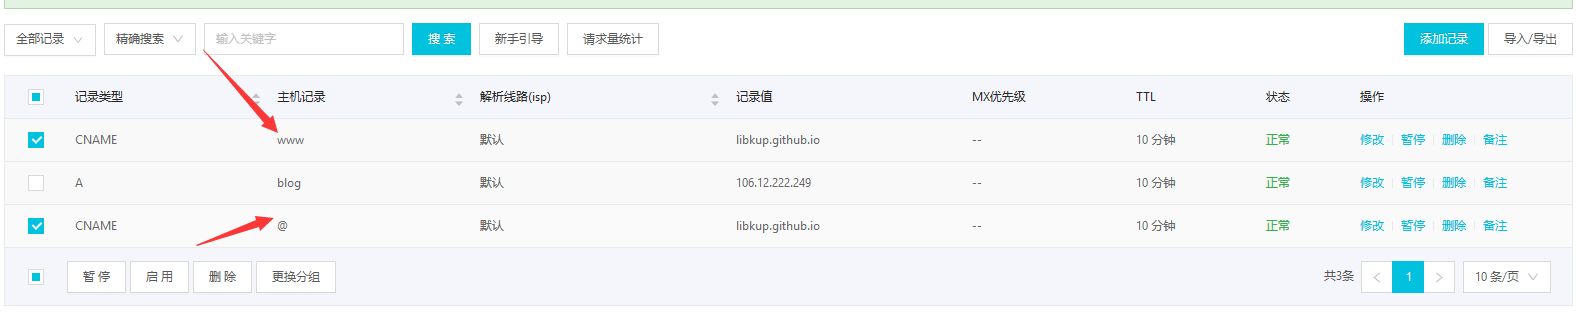 全部记录 精确搜索 输入关键字 搜 索 新手引导 请求量统计 添加记录 导入/导出
记录类型 主机记录 解析线路(isp) 记录值 MX优先级 TTL 状态 操作
CNAME www 默认 libkup.github.io -- 10 分钟 正常 修改 暂停 删除 备注
A blog 默认 106.12.222.249 -- 10 分钟 正常 修改 暂停 删除 备注
CNAME @ 默认 libkup.github.io -- 10 分钟 正常 修改 暂停 删除 备注
暂 停 启 用 删 除 更换分组 共3条 < 1 > 10 条/页